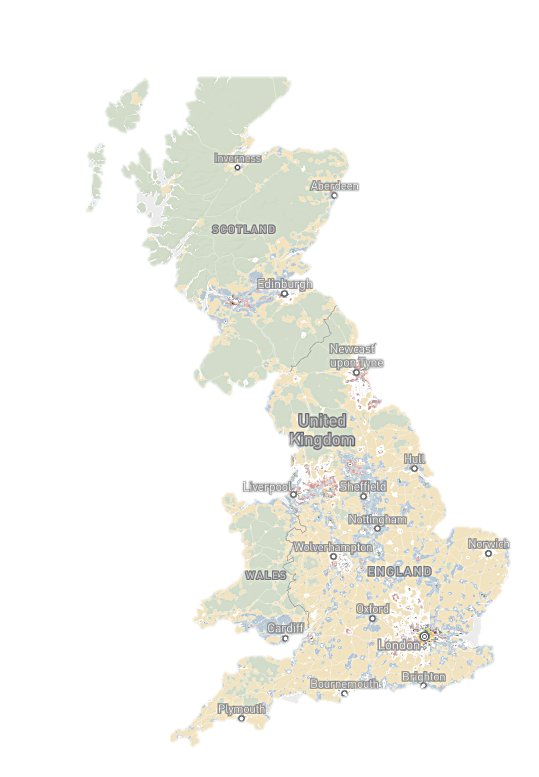 Inverness
Aberdeen
SCOTLAND
Edinburgh
Newcast
upon Tyne
United
Kingdom
Hull
Liverpool
Sheffield
Nottingham
Norwich
Wolverhampton
WALES
ENGLAND
Oxford
Cardiff
London
Brighton
Bournemouth
Plymouth